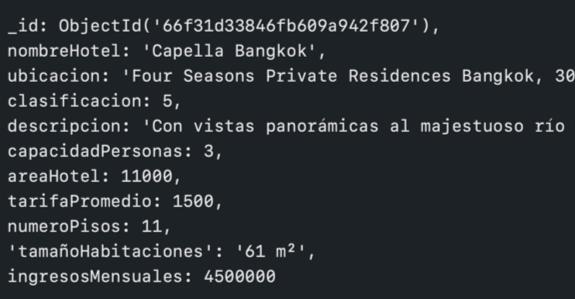 _id: ObjectId('66f31d33846fb609a942f807'),
nombreHotel: 'Capella Bangkok',
ubicacion: 'Four Seasons Private Residences Bangkok, 30
clasificacion: 5,
descripcion: 'Con vistas panorámicas al majestuoso río
capacidadPersonas: 3,
areaHotel: 11000,
tarifaPromedio: 1500,
numeroPisos: 11,
'tamañoHabitaciones': '61 m²',
ingresosMensuales: 4500000